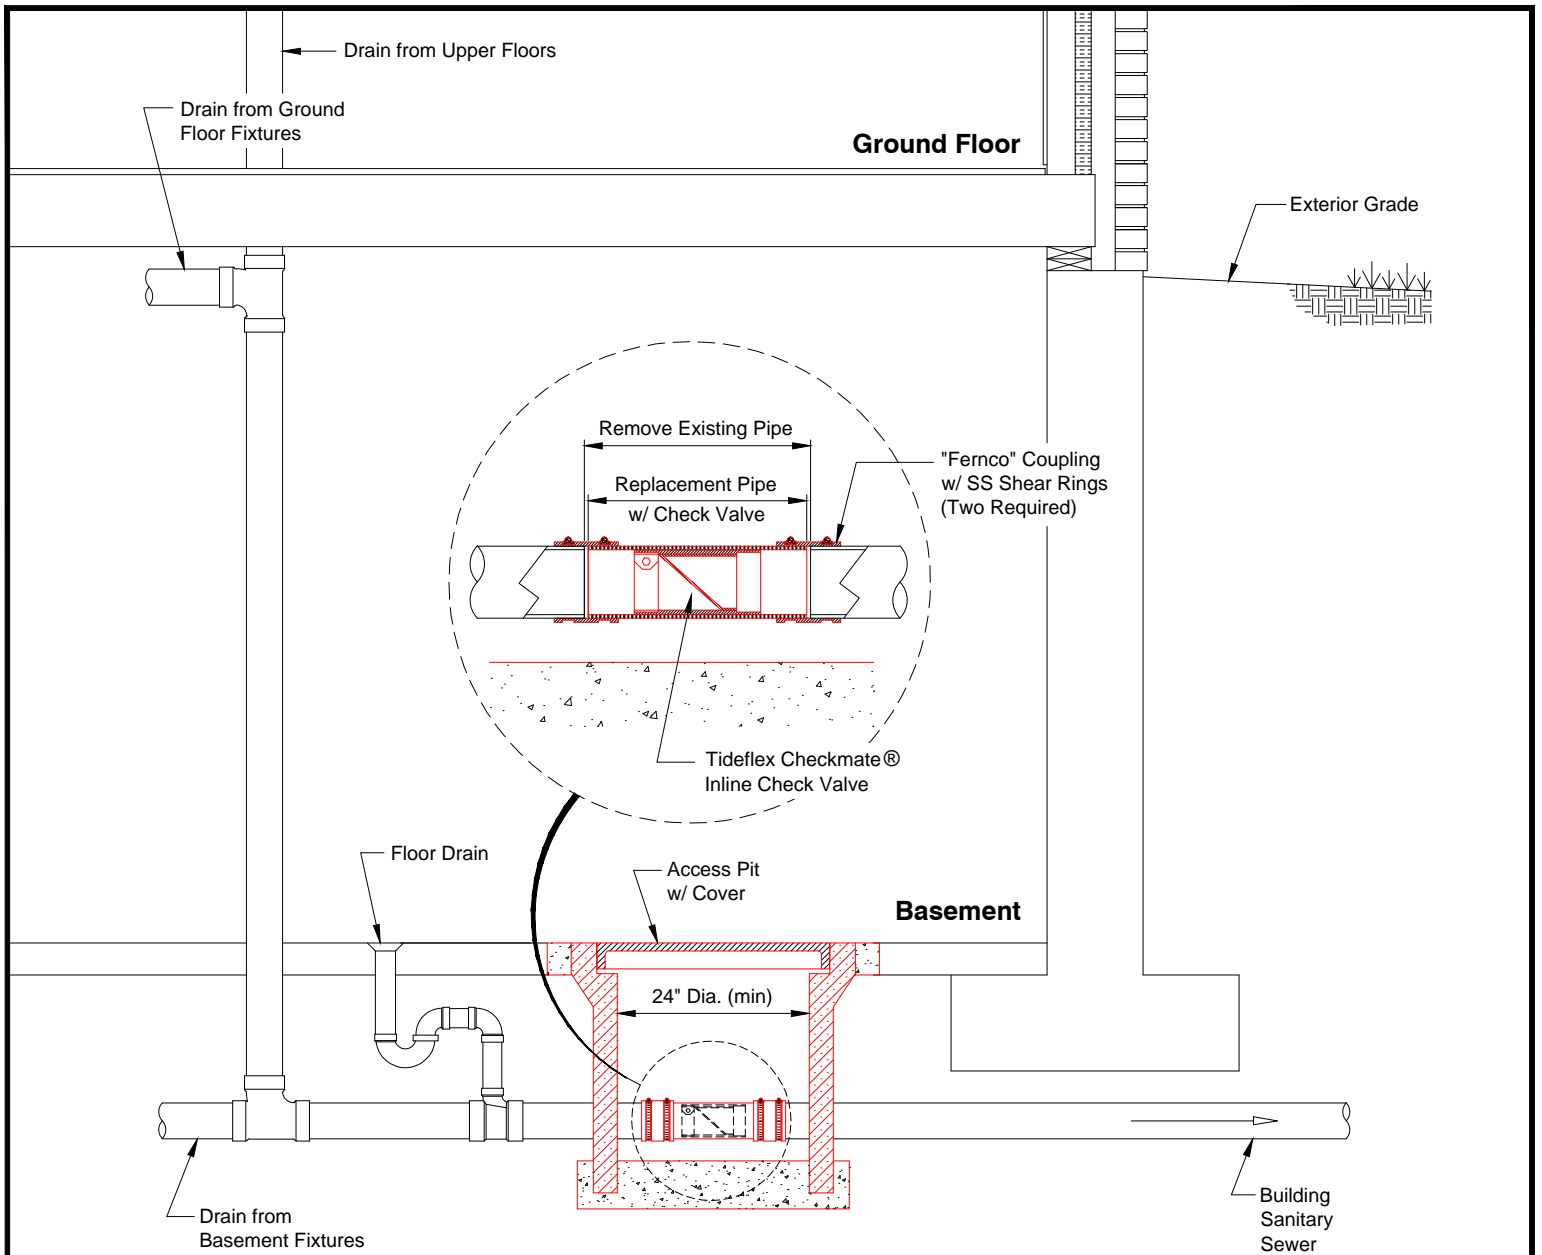 Drain from Upper Floors
Drain from Ground
Floor Fixtures
Ground Floor
Exterior Grade
Remove Existing Pipe
Replacement Pipe
w/ Check Valve
"Fernco" Coupling
w/ SS Shear Rings
(Two Required)
Tideflex Checkmate®
Inline Check Valve
Floor Drain
Access Pit
w/ Cover
Basement
24" Dia. (min)
Drain from
Basement Fixtures
Building
Sanitary
Sewer